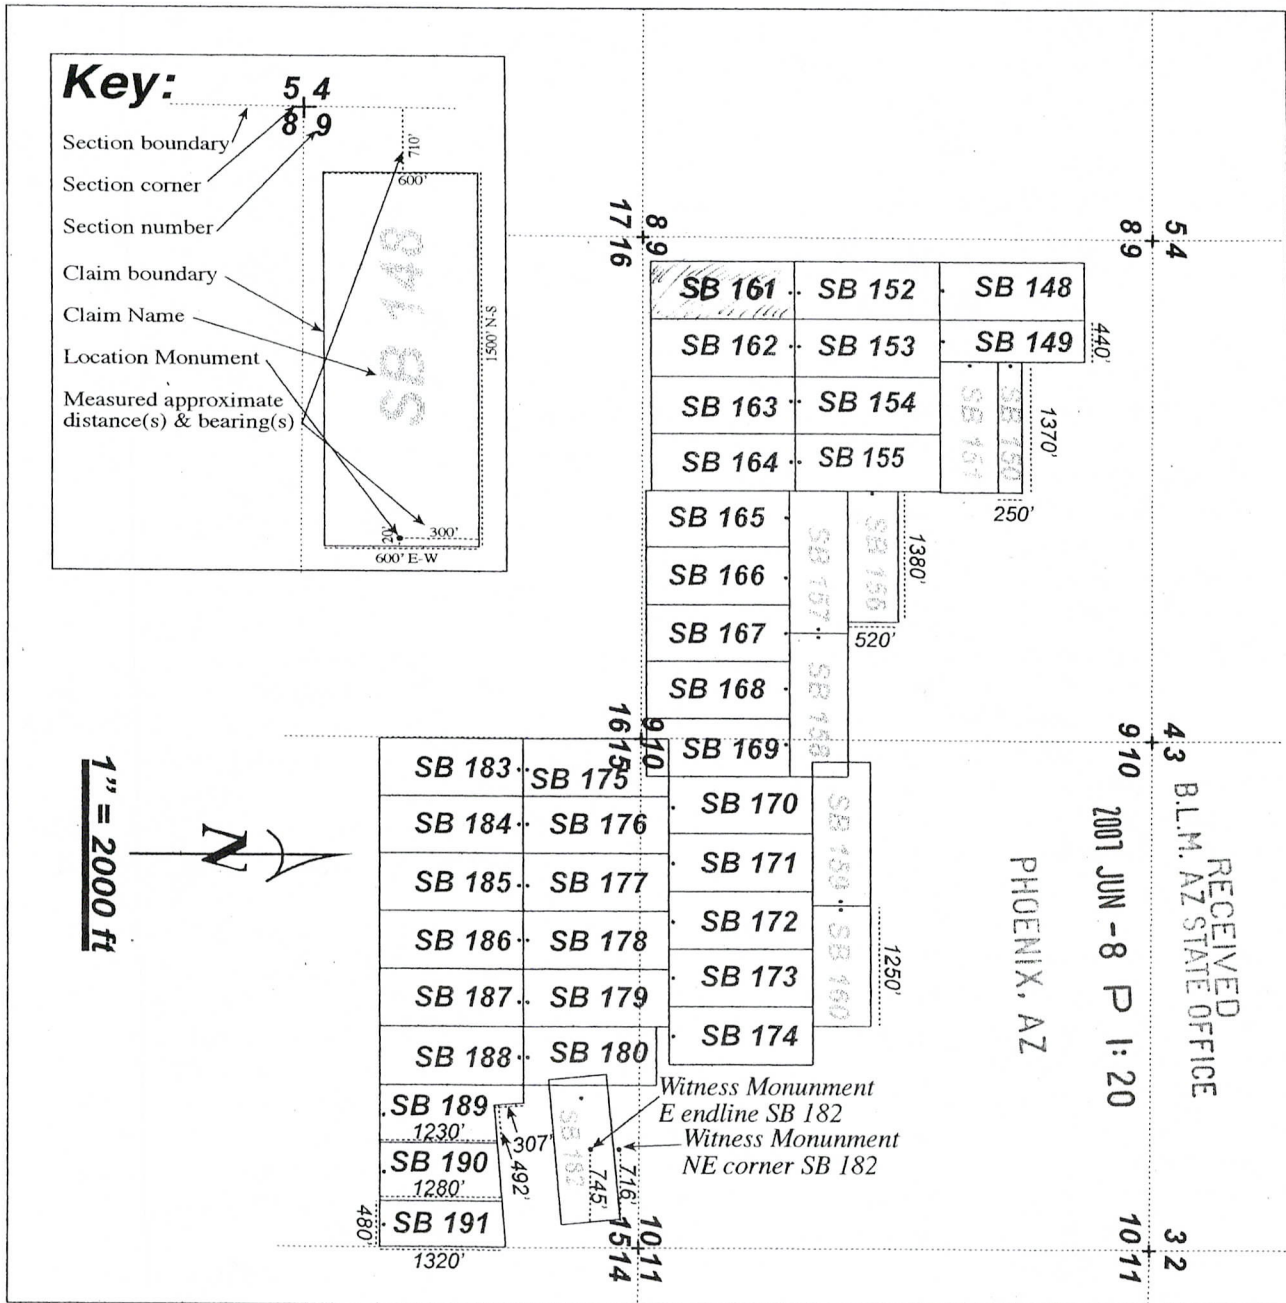 Key:
5 4
8 9
Section boundary
Section corner
Section number
Claim boundary
Claim Name
Location Monument
Measured approximate
distance(s) & bearing(s)
710'
600'
SB 148
1500' N-S
20'
300'
600' E-W
17 16
8 9
8 9
5 4
SB 161
SB 152
SB 148
SB 162
SB 153
SB 149
440'
SB 163
SB 154
SB 151
SB 150
1370'
SB 164
SB 155
250'
SB 165
SB 157
SB 156
1380'
SB 166
SB 167
520'
SB 168
SB 158
SB 169
16 15
9 10
9 10
4 3
SB 183
SB 175
SB 170
SB 159
SB 184
SB 176
SB 171
SB 185
SB 177
SB 172
SB 160
1250'
SB 186
SB 178
SB 173
SB 187
SB 179
SB 174
SB 188
SB 180
SB 189
1230'
307'
492'
SB 190
1280'
SB 191
480'
1320'
SB 182
745'
716'
Witness Monunment
E endline SB 182
Witness Monunment
NE corner SB 182
15 14
10 11
10 11
3 2
N
1" = 2000 ft
RECEIVED
B.L.M. AZ STATE OFFICE
2007 JUN -8 P 1: 20
PHOENIX, AZ